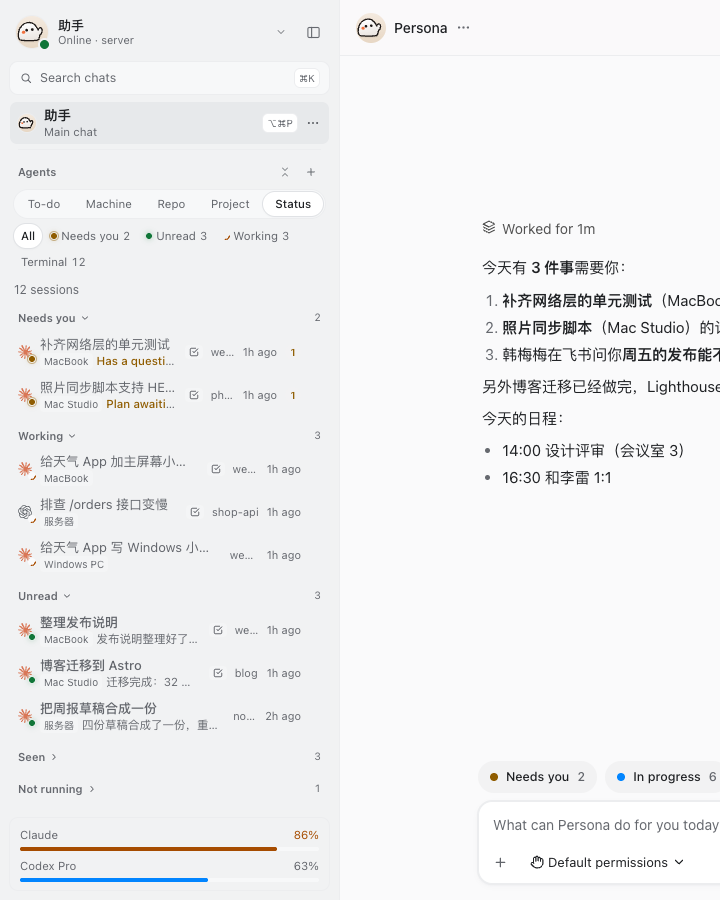 助手
Online · server
Search chats ⌘K
助手
Main chat ⌥⌘P
Agents
To-do Machine Repo Project Status
All Needs you 2 Unread 3 Working 3
Terminal 12
12 sessions
Needs you 2
补齐网络层的单元测试 we... 1h ago 1
MacBook Has a questi...
照片同步脚本支持 HE... ph... 1h ago 1
Mac Studio Plan awaiti...
Working 3
给天气 App 加主屏幕小... we... 1h ago
MacBook
排查 /orders 接口变慢 shop-api 1h ago
服务器
给天气 App 写 Windows 小... we... 1h ago
Windows PC
Unread 3
整理发布说明 we... 1h ago
MacBook 发布说明整理好了...
博客迁移到 Astro blog 1h ago
Mac Studio 迁移完成：32 ...
把周报草稿合成一份 no... 2h ago
服务器 四份草稿合成了一份，重...
Seen 3
Not running 1
Claude 86%
Codex Pro 63%
Persona
Worked for 1m
今天有 3 件事需要你：
1. 补齐网络层的单元测试（MacBoo
2. 照片同步脚本（Mac Studio）的
3. 韩梅梅在飞书问你周五的发布能
另外博客迁移已经做完，Lighthouse
今天的日程：
14:00 设计评审（会议室 3）
16:30 和李雷 1:1
Needs you 2 In progress 6
What can Persona do for you today
Default permissions